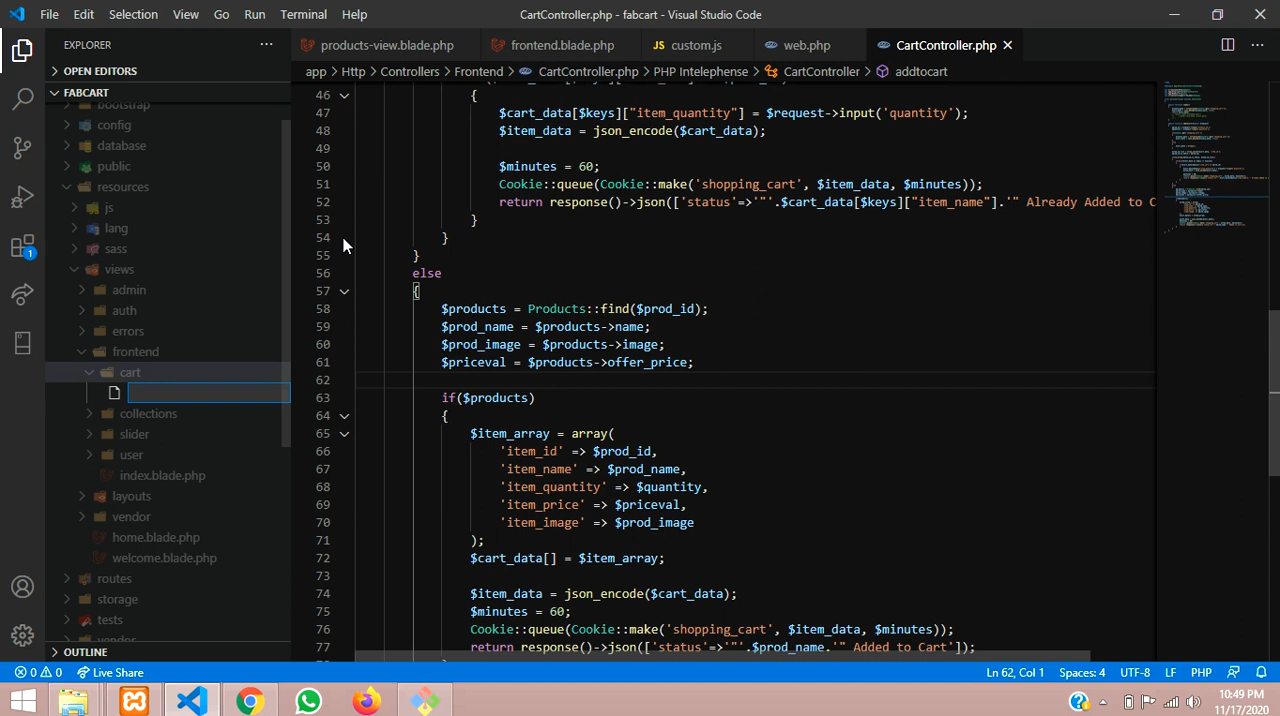 File Edit Selection View Go Run Terminal Help CartController.php - fabcart - Visual Studio Code
EXPLORER
products-view.blade.php frontend.blade.php JS custom.js web.php CartController.php
OPEN EDITORS
app > Http > Controllers > Frontend > CartController.php > PHP Intelephense > CartController > addtocart
FABCART
bootstrap
config
database
public
resources
js
lang
sass
views
admin
auth
errors
frontend
cart
collections
slider
user
index.blade.php
layouts
vendor
home.blade.php
welcome.blade.php
routes
storage
tests
vendor
OUTLINE
46 {
47 $cart_data[$keys]["item_quantity"] = $request->input('quantity');
48 $item_data = json_encode($cart_data);
49
50 $minutes = 60;
51 Cookie::queue(Cookie::make('shopping_cart', $item_data, $minutes));
52 return response()->json(['status'=>'"'.$cart_data[$keys]["item_name"].'" Already Added to C
53 }
54 }
55 }
56 else
57 {
58 $products = Products::find($prod_id);
59 $prod_name = $products->name;
60 $prod_image = $products->image;
61 $priceval = $products->offer_price;
62
63 if($products)
64 {
65 $item_array = array(
66 'item_id' => $prod_id,
67 'item_name' => $prod_name,
68 'item_quantity' => $quantity,
69 'item_price' => $priceval,
70 'item_image' => $prod_image
71 );
72 $cart_data[] = $item_array;
73
74 $item_data = json_encode($cart_data);
75 $minutes = 60;
76 Cookie::queue(Cookie::make('shopping_cart', $item_data, $minutes));
77 return response()->json(['status'=>'"'.$prod_name.'" Added to Cart']);
1
0 0 Live Share Ln 62, Col 1 Spaces: 4 UTF-8 LF PHP
10:49 PM
11/17/2020